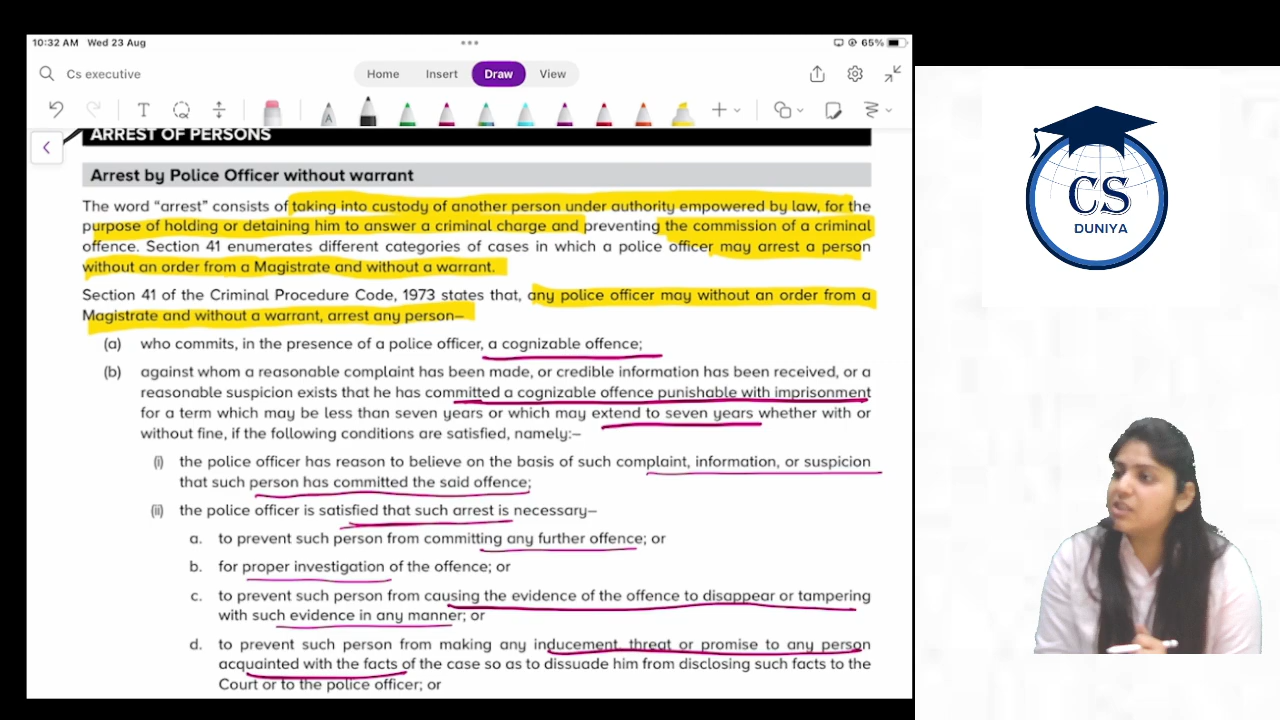 10:32 AM Wed 23 Aug
65%
Cs executive
Home Insert Draw View
T
A
ARREST OF PERSONS
Arrest by Police Officer without warrant
The word “arrest” consists of taking into custody of another person under authority empowered by law, for the
purpose of holding or detaining him to answer a criminal charge and preventing the commission of a criminal
offence. Section 41 enumerates different categories of cases in which a police officer may arrest a person
without an order from a Magistrate and without a warrant.
Section 41 of the Criminal Procedure Code, 1973 states that, any police officer may without an order from a
Magistrate and without a warrant, arrest any person–
(a) who commits, in the presence of a police officer, a cognizable offence;
(b) against whom a reasonable complaint has been made, or credible information has been received, or a
reasonable suspicion exists that he has committed a cognizable offence punishable with imprisonment
for a term which may be less than seven years or which may extend to seven years whether with or
without fine, if the following conditions are satisfied, namely:–
(i) the police officer has reason to believe on the basis of such complaint, information, or suspicion
that such person has committed the said offence;
(ii) the police officer is satisfied that such arrest is necessary–
a. to prevent such person from committing any further offence; or
b. for proper investigation of the offence; or
c. to prevent such person from causing the evidence of the offence to disappear or tampering
with such evidence in any manner; or
d. to prevent such person from making any inducement, threat or promise to any person
acquainted with the facts of the case so as to dissuade him from disclosing such facts to the
Court or to the police officer; or
CS
DUNIYA